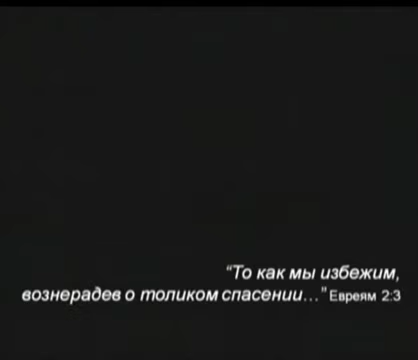 “То как мы избежим,
вознерадев о толиком спасении...” Евреям 2:3